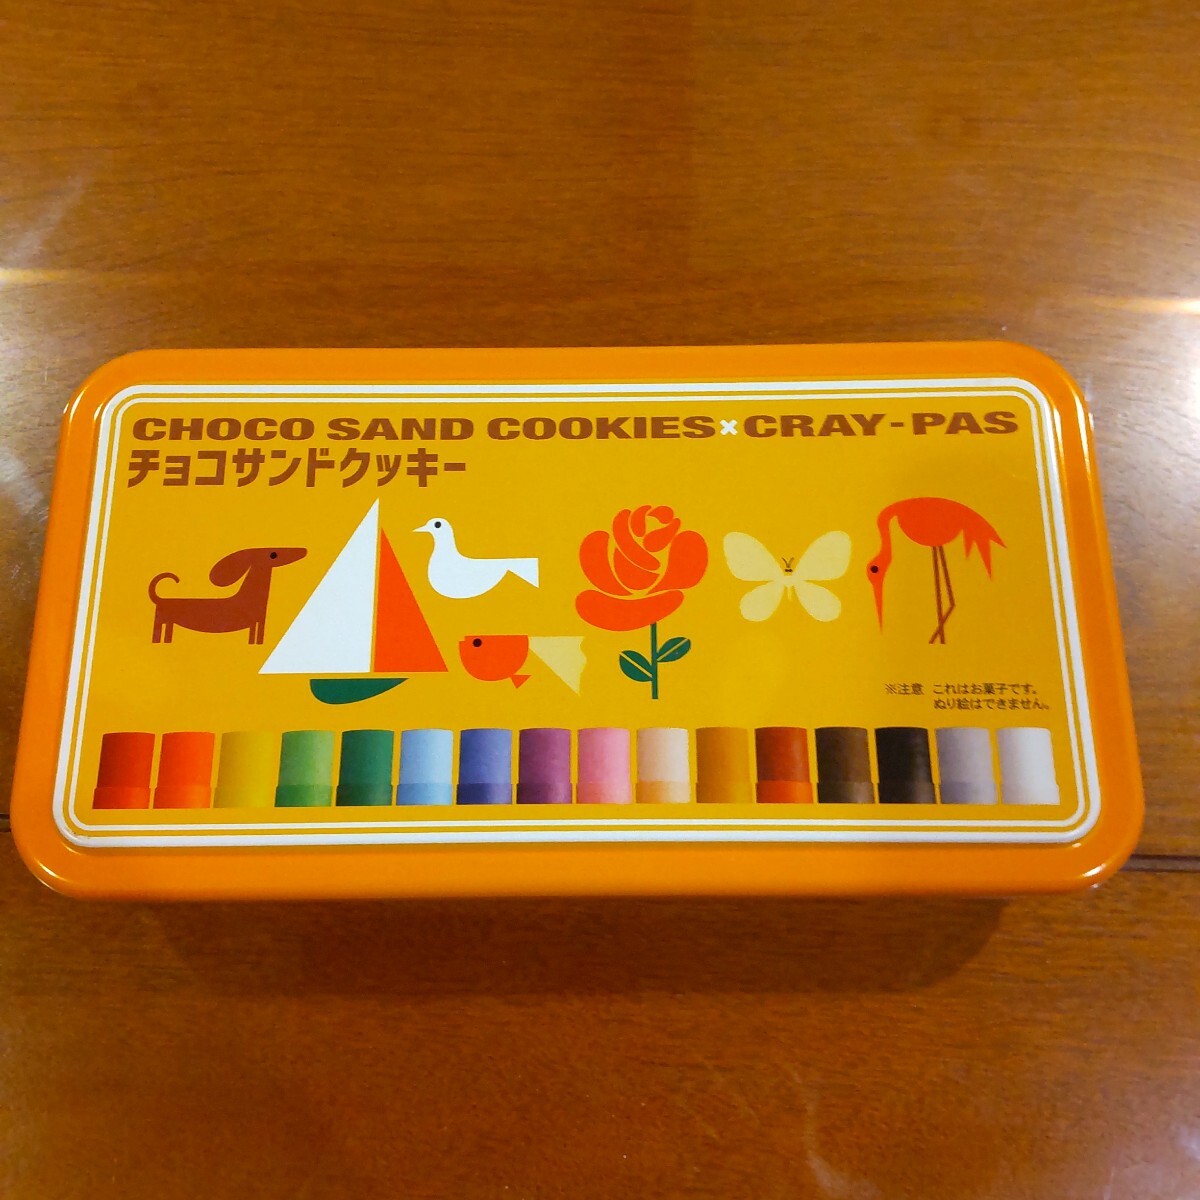 CHOCO SAND COOKIES×CRAY-PAS
チョコサンドクッキー
※注意 これはお菓子です。
ぬり絵はできません。